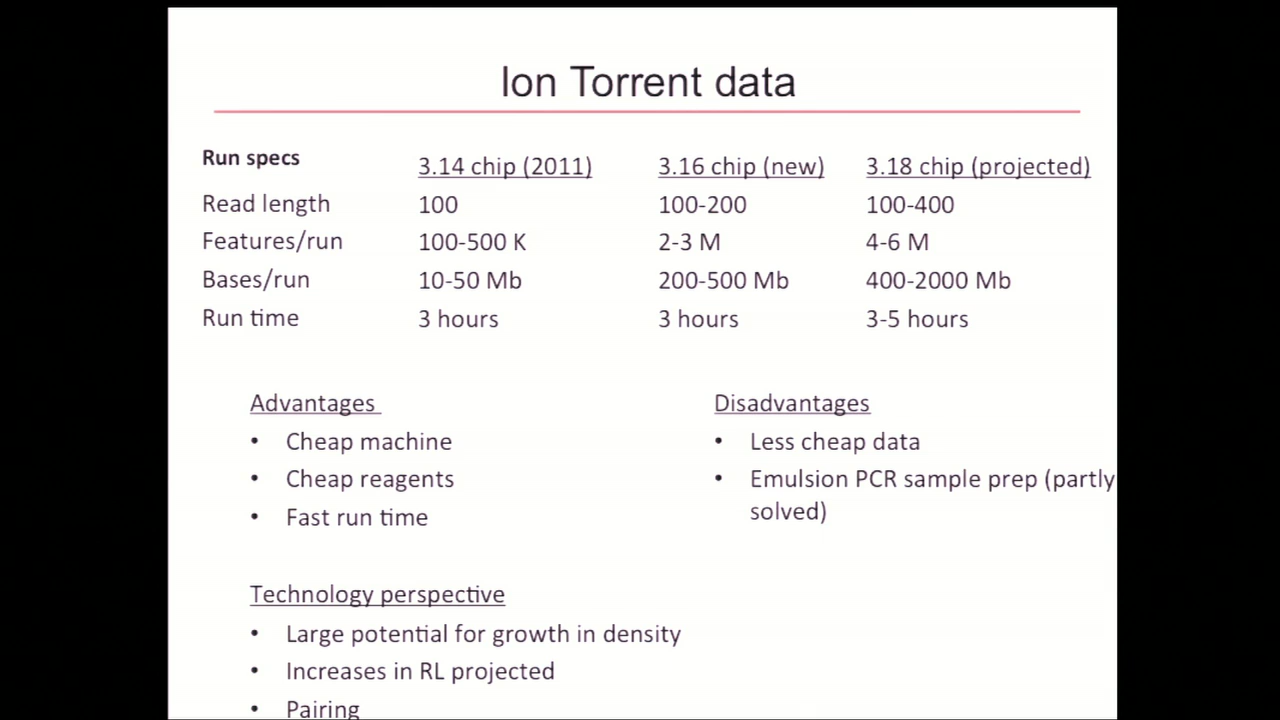 Ion Torrent data
Run specs 3.14 chip (2011) 3.16 chip (new) 3.18 chip (projected)
Read length 100 100-200 100-400
Features/run 100-500 K 2-3 M 4-6 M
Bases/run 10-50 Mb 200-500 Mb 400-2000 Mb
Run time 3 hours 3 hours 3-5 hours
Advantages
• Cheap machine
• Cheap reagents
• Fast run time
Disadvantages
• Less cheap data
• Emulsion PCR sample prep (partly
solved)
Technology perspective
• Large potential for growth in density
• Increases in RL projected
• Pairing